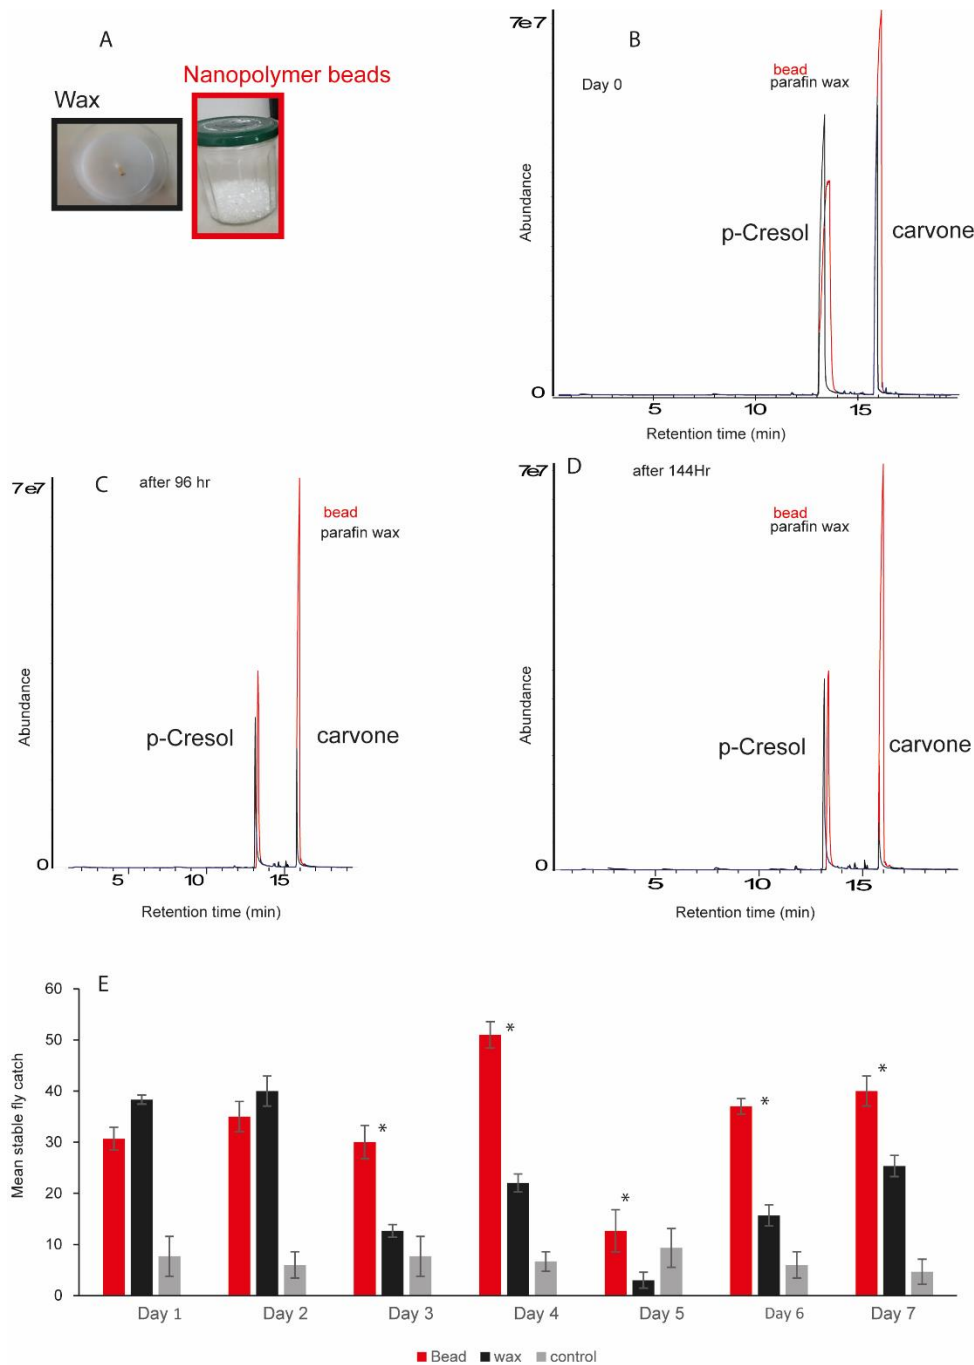 A
Nanopolymer beads
Wax
B
7e7
bead
parafin wax
Day 0
Abundance
p-Cresol
carvone
0
5
10
15
Retention time (min)
C
after 96 hr
7e7
bead
parafin wax
Abundance
p-Cresol
carvone
0
5
10
15
Retention time (min)
D
after 144Hr
7e7
bead
parafin wax
Abundance
p-Cresol
carvone
0
5
10
15
Retention time (min)
E
Mean stable fly catch
60
50
40
30
20
10
0
*
*
*
*
*
Day 1
Day 2
Day 3
Day 4
Day 5
Day 6
Day 7
Bead
wax
control